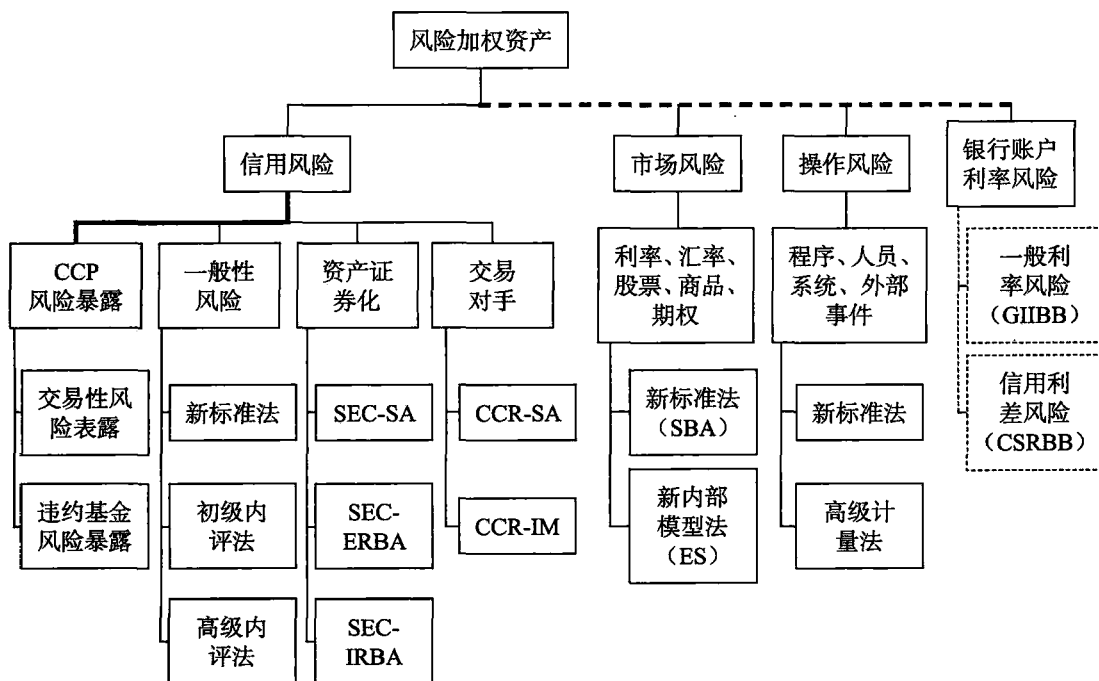 风险加权资产
信用风险
市场风险
操作风险
银行账户
利率风险
CCP
风险暴露
一般性
风险
资产证
券化
交易
对手
利率、汇率、
股票、商品、
期权
程序、人员、
系统、外部
事件
一般利
率风险
（GIIBB）
交易性风
险表露
新标准法
SEC-SA
CCR-SA
新标准法
（SBA）
新标准法
信用利
差风险
（CSRBB）
违约基金
风险暴露
初级内
评法
SEC-
ERBA
CCR-IM
新内部
模型法
（ES）
高级计
量法
高级内
评法
SEC-
IRBA